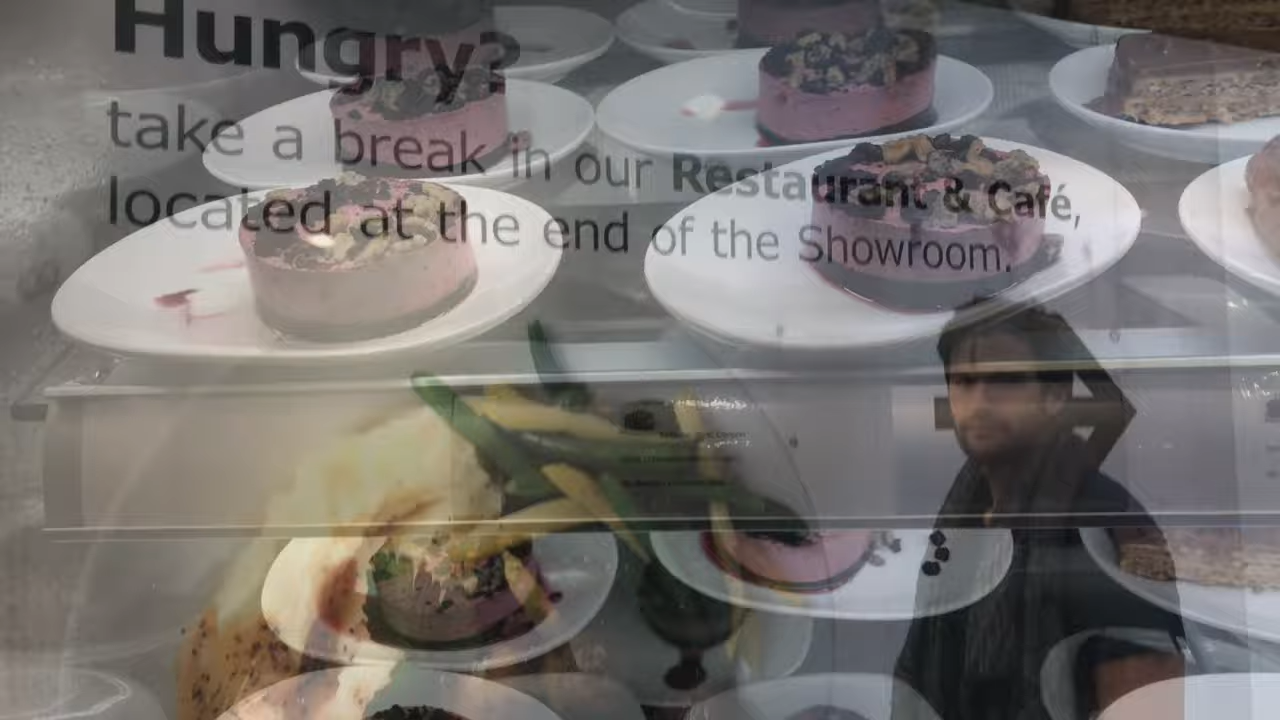 Hungry?
take a break in our Restaurant & Café,
located at the end of the Showroom.